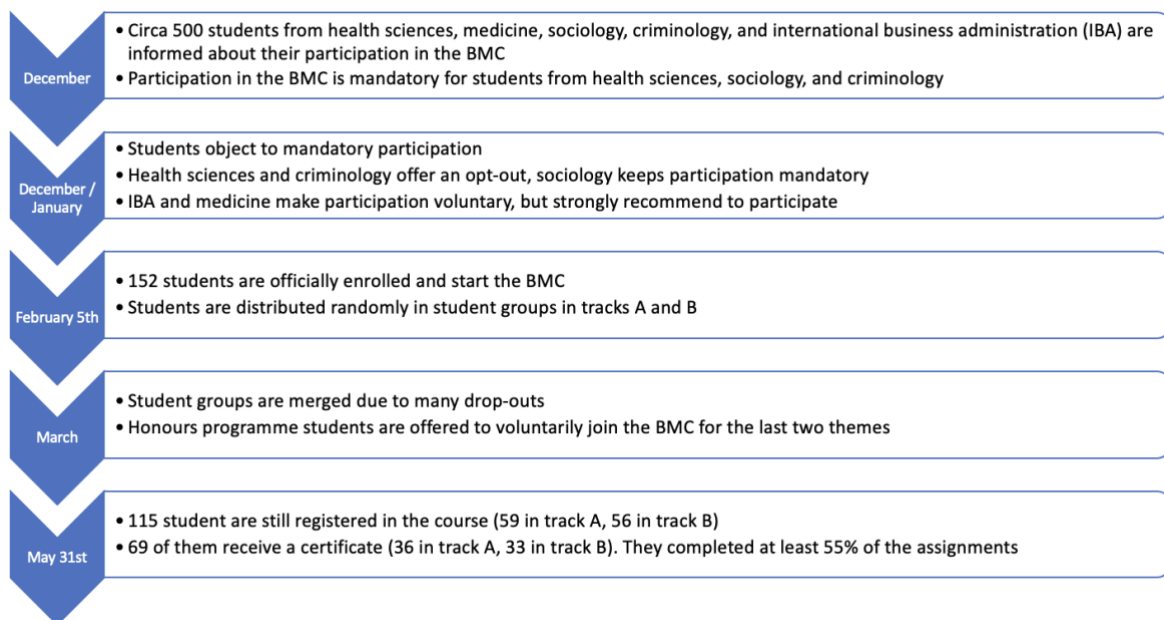 December
• Circa 500 students from health sciences, medicine, sociology, criminology, and international business administration (IBA) are
informed about their participation in the BMC
• Participation in the BMC is mandatory for students from health sciences, sociology, and criminology
December /
January
• Students object to mandatory participation
• Health sciences and criminology offer an opt-out, sociology keeps participation mandatory
• IBA and medicine make participation voluntary, but strongly recommend to participate
February 5th
• 152 students are officially enrolled and start the BMC
• Students are distributed randomly in student groups in tracks A and B
March
• Student groups are merged due to many drop-outs
• Honours programme students are offered to voluntarily join the BMC for the last two themes
May 31st
• 115 student are still registered in the course (59 in track A, 56 in track B)
• 69 of them receive a certificate (36 in track A, 33 in track B). They completed at least 55% of the assignments